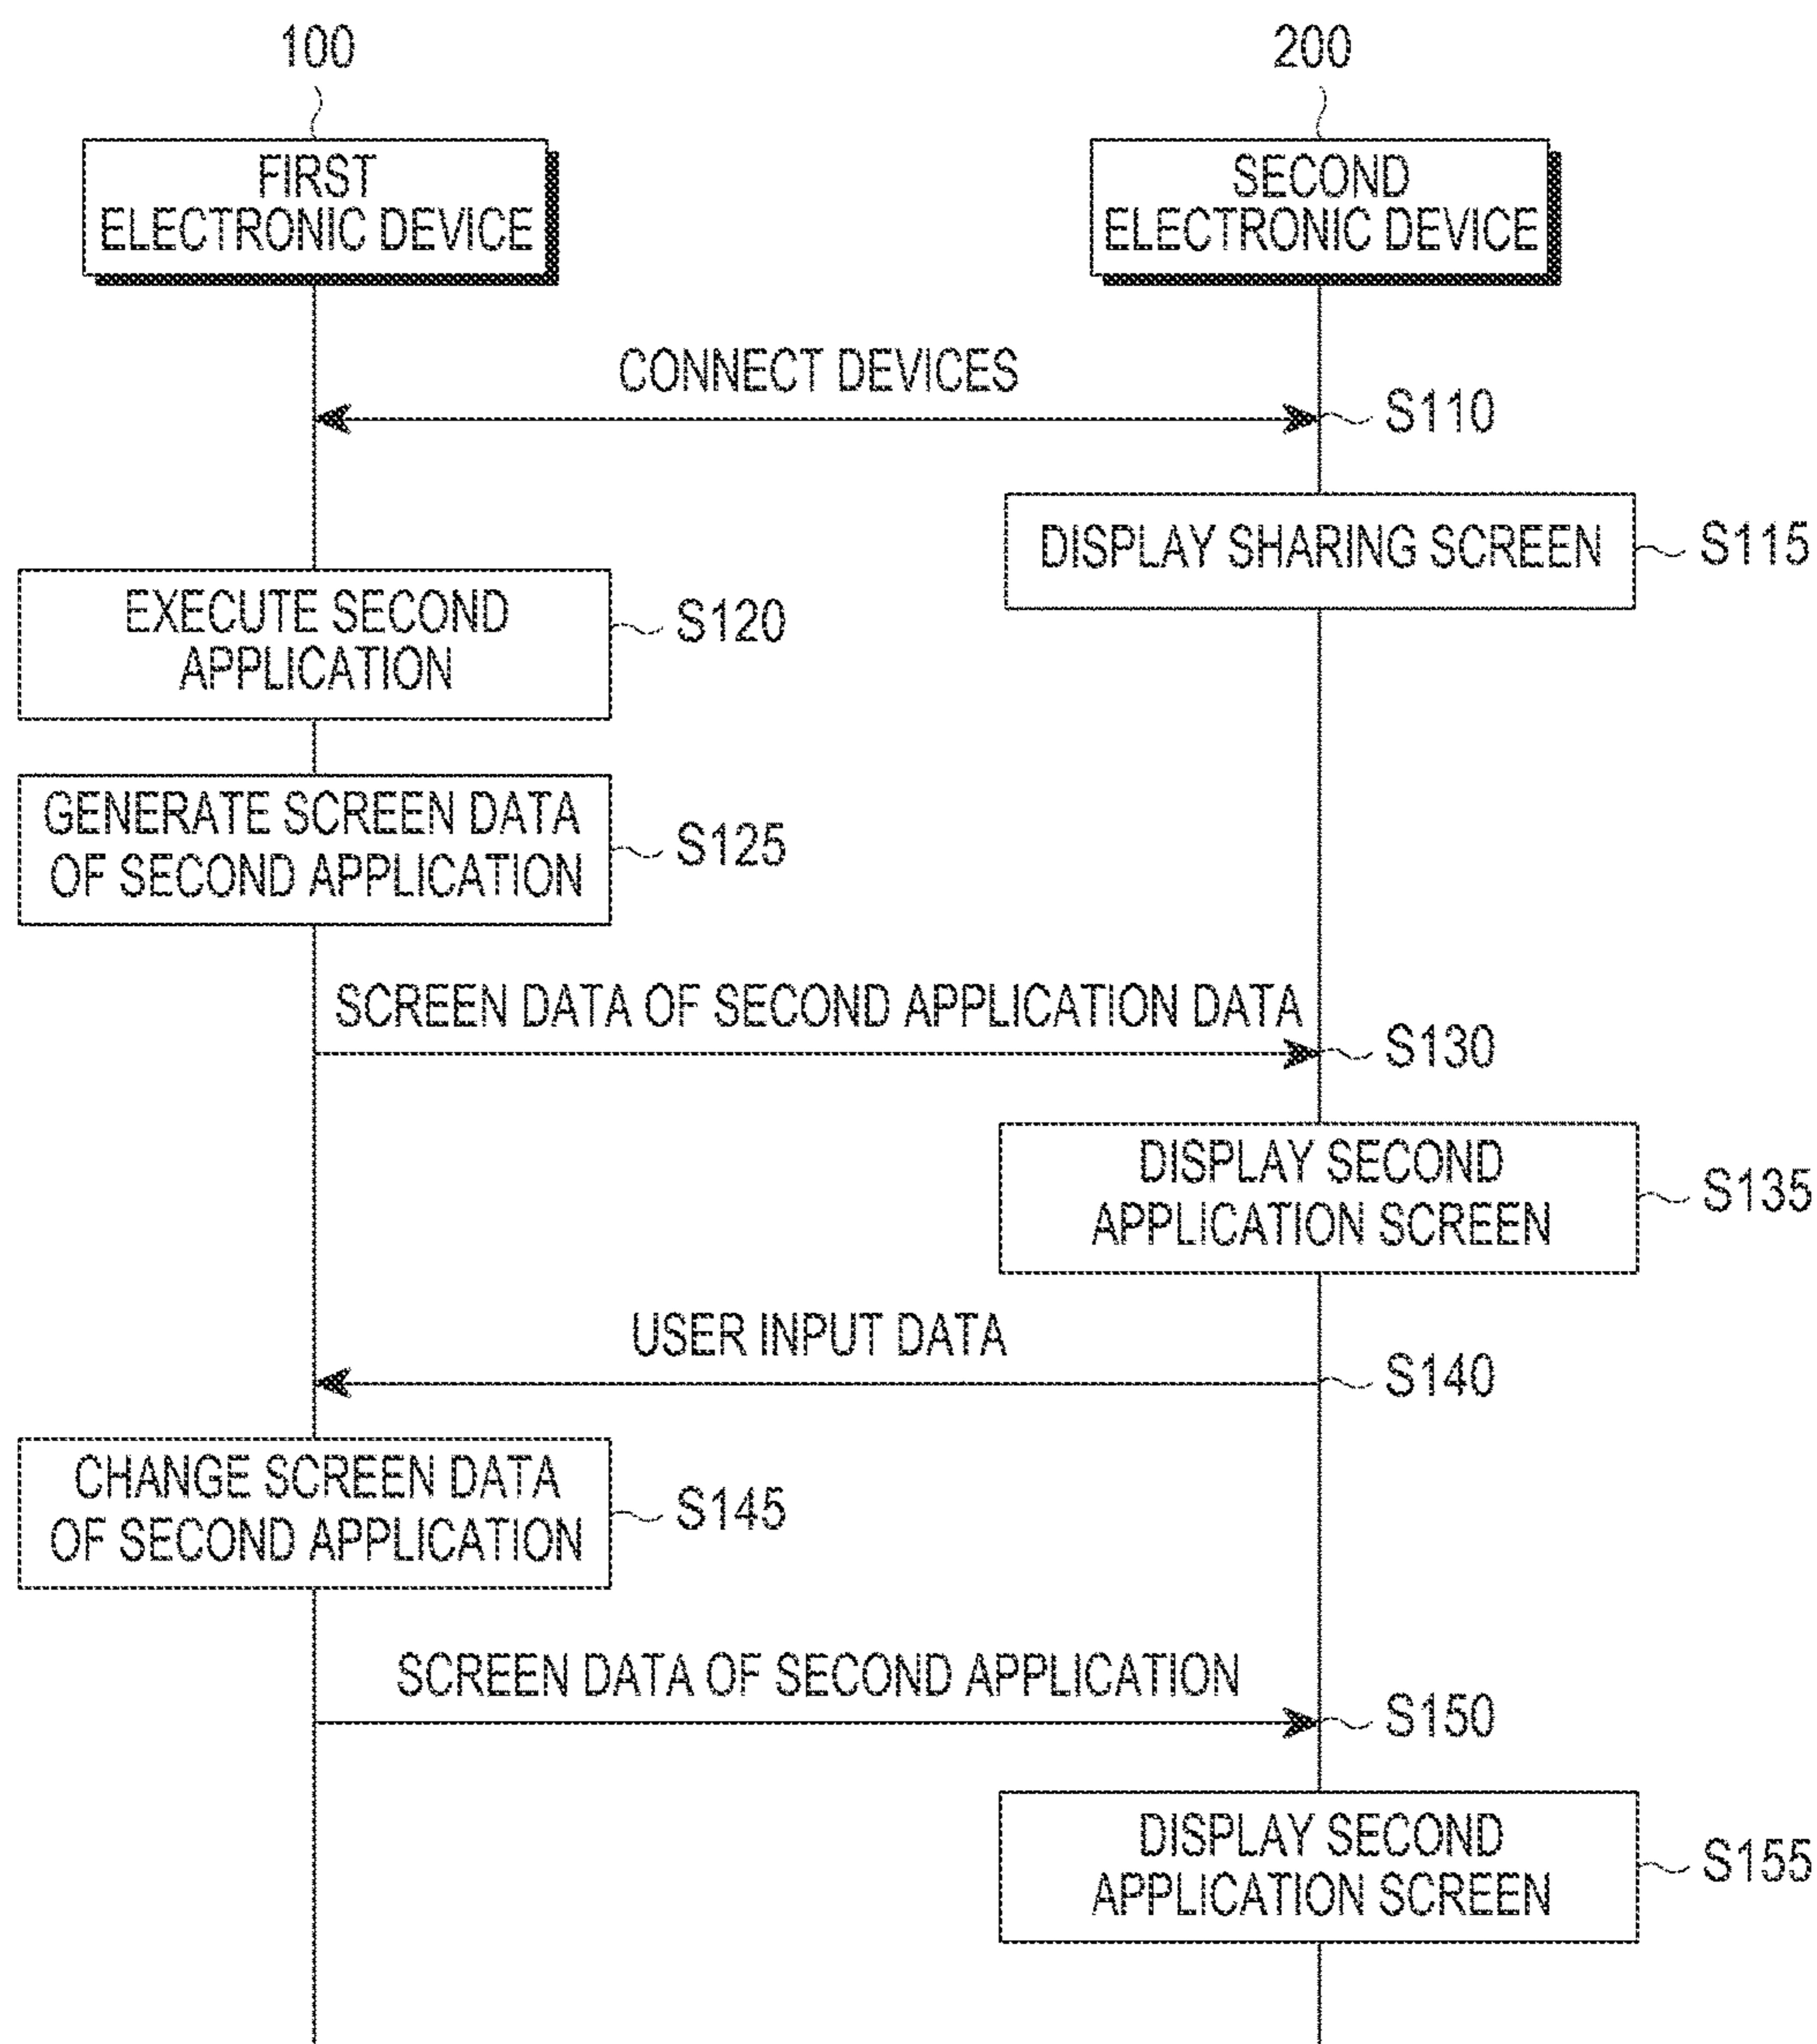 100
200
FIRST
ELECTRONIC DEVICE
SECOND
ELECTRONIC DEVICE
CONNECT DEVICES
S110
DISPLAY SHARING SCREEN
S115
EXECUTE SECOND
APPLICATION
S120
GENERATE SCREEN DATA
OF SECOND APPLICATION
S125
SCREEN DATA OF SECOND APPLICATION DATA
S130
DISPLAY SECOND
APPLICATION SCREEN
S135
USER INPUT DATA
S140
CHANGE SCREEN DATA
OF SECOND APPLICATION
S145
SCREEN DATA OF SECOND APPLICATION
S150
DISPLAY SECOND
APPLICATION SCREEN
S155